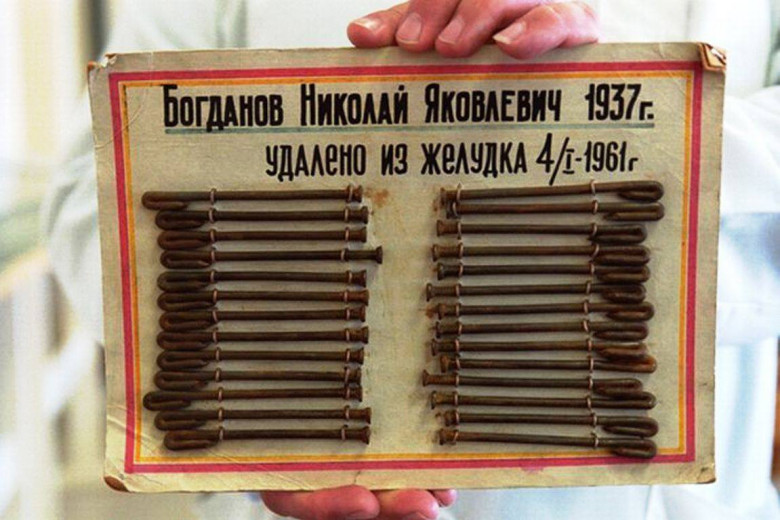 Богданов Николай Яковлевич 1937г.
удалено из желудка 4/I-1961г